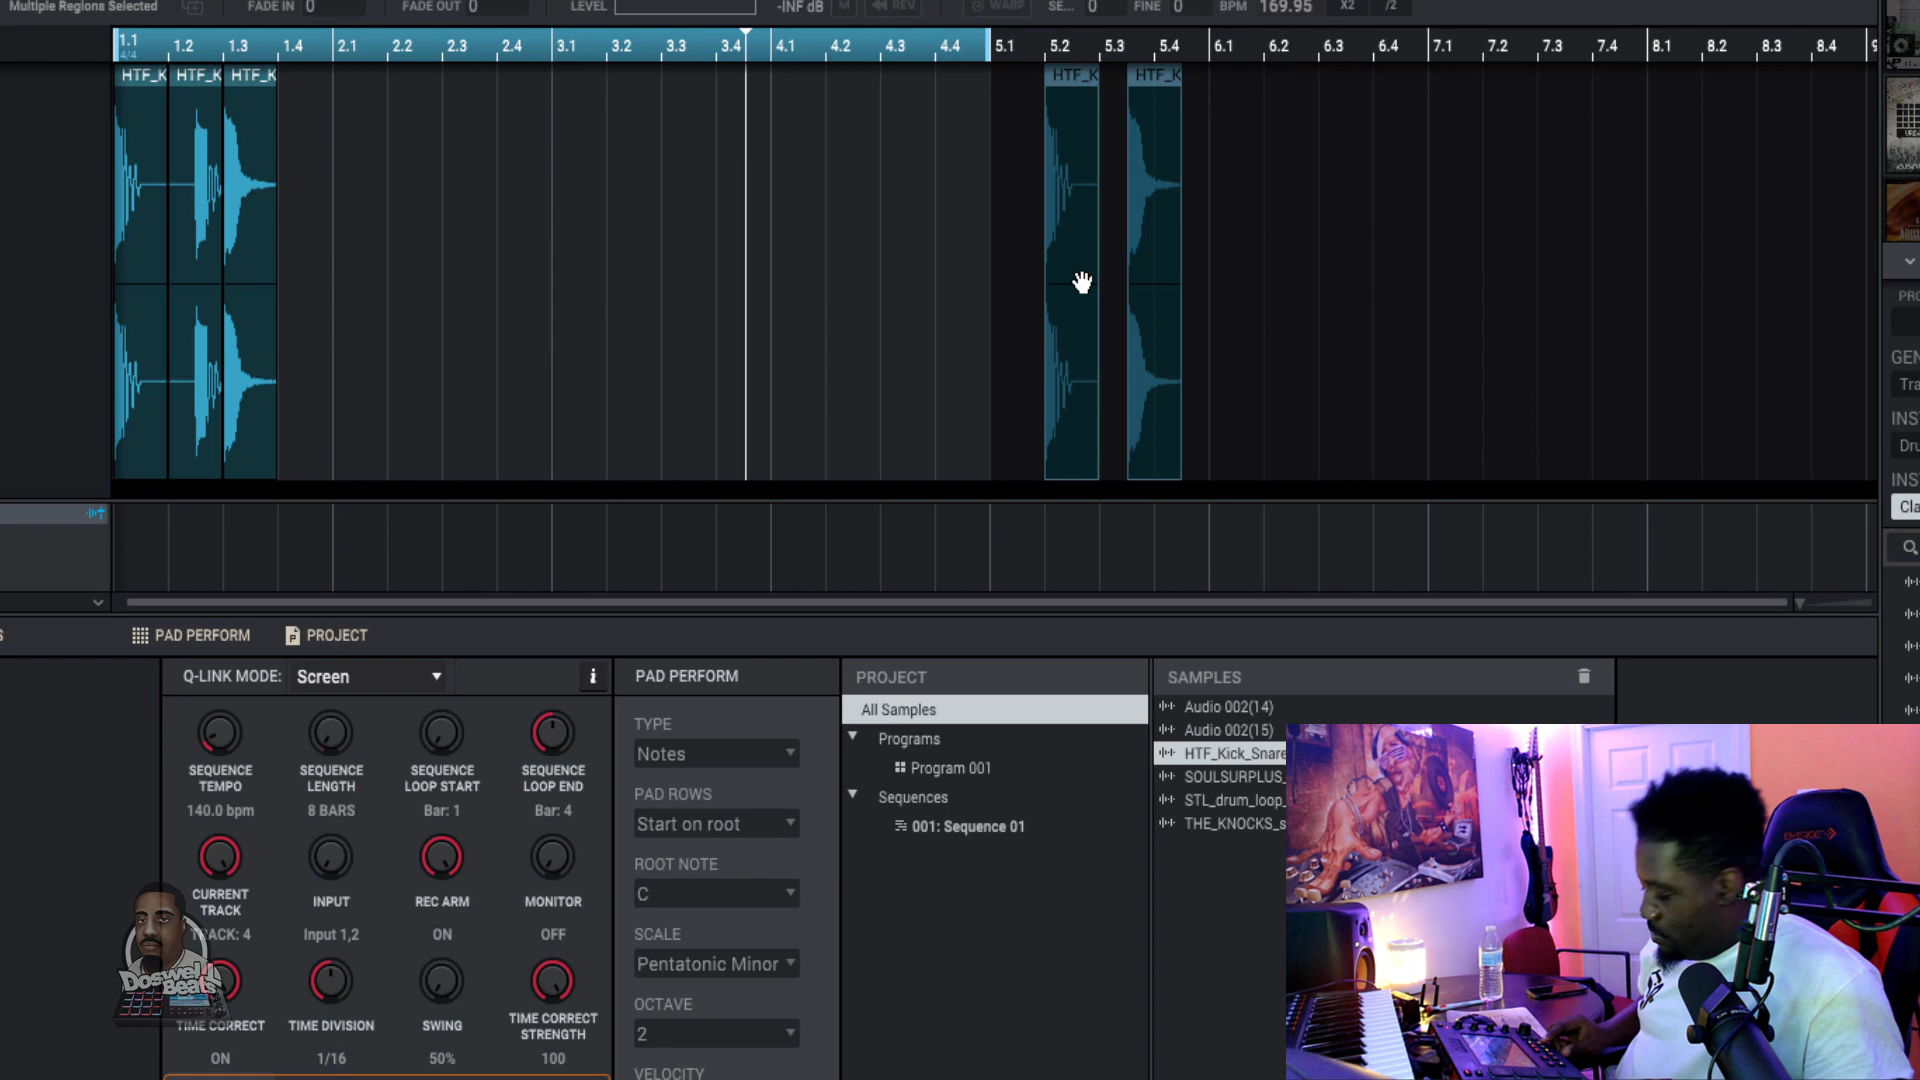 Multiple Regions Selected FADE IN 0 FADE OUT 0 LEVEL -INF dB M REV WARP SE... 0 FINE 0 BPM 169.95 X2 /2
1.1 1.2 1.3 1.4 2.1 2.2 2.3 2.4 3.1 3.2 3.3 3.4 4.1 4.2 4.3 4.4 5.1 5.2 5.3 5.4 6.1 6.2 6.3 6.4 7.1 7.2 7.3 7.4 8.1 8.2 8.3 8.4 9
4/4
HTF_K HTF_K HTF_K HTF_K HTF_K
PRO
GEN
Tra
INS
Dru
INS
Cla
S PAD PERFORM PROJECT
Q-LINK MODE: Screen i
SEQUENCE TEMPO
140.0 bpm
SEQUENCE LENGTH
8 BARS
SEQUENCE LOOP START
Bar: 1
SEQUENCE LOOP END
Bar: 4
CURRENT TRACK
TRACK: 4
INPUT
Input 1,2
REC ARM
ON
MONITOR
OFF
TIME CORRECT
ON
TIME DIVISION
1/16
SWING
50%
TIME CORRECT STRENGTH
100
Doswell
Beats
PAD PERFORM
TYPE
Notes
PAD ROWS
Start on root
ROOT NOTE
C
SCALE
Pentatonic Minor
OCTAVE
2
VELOCITY
PROJECT
All Samples
Programs
Program 001
Sequences
001: Sequence 01
SAMPLES
Audio 002(14)
Audio 002(15)
HTF_Kick_Snare
SOULSURPLUS_
STL_drum_loop_
THE_KNOCKS_s